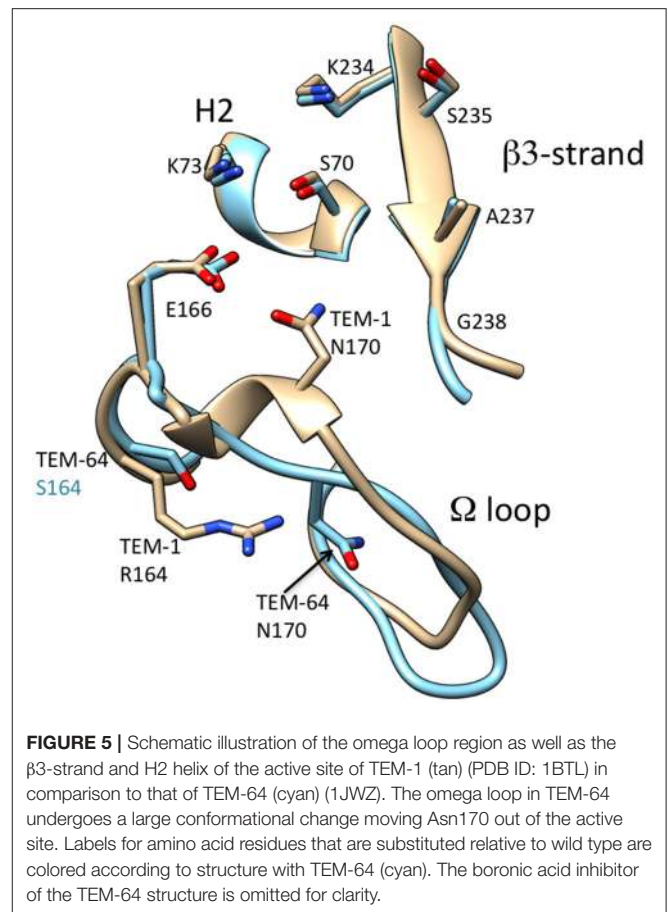 K234
H2
S235
β3-strand
K73
S70
A237
E166
TEM-1
N170
G238
TEM-64
S164
Ω loop
TEM-1
R164
TEM-64
N170
FIGURE 5 | Schematic illustration of the omega loop region as well as the
β3-strand and H2 helix of the active site of TEM-1 (tan) (PDB ID: 1BTL) in
comparison to that of TEM-64 (cyan) (1JWZ). The omega loop in TEM-64
undergoes a large conformational change moving Asn170 out of the active
site. Labels for amino acid residues that are substituted relative to wild type are
colored according to structure with TEM-64 (cyan). The boronic acid inhibitor
of the TEM-64 structure is omitted for clarity.